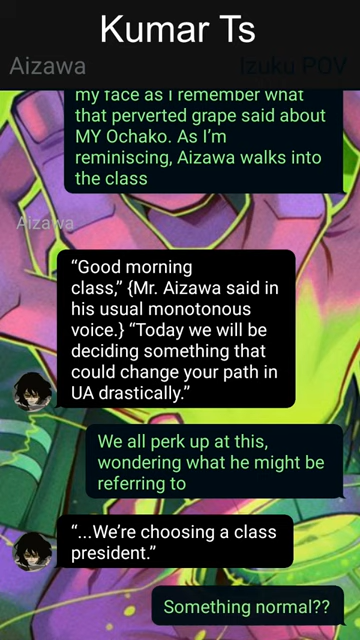 Kumar Ts
Aizawa
Izuku POV
my face as I remember what
that perverted grape said about
MY Ochako. As I’m
reminiscing, Aizawa walks into
the class
Aizawa
“Good morning
class,” {Mr. Aizawa said in
his usual monotonous
voice.} “Today we will be
deciding something that
could change your path in
UA drastically.”
We all perk up at this,
wondering what he might be
referring to
“...We’re choosing a class
president.”
Something normal??